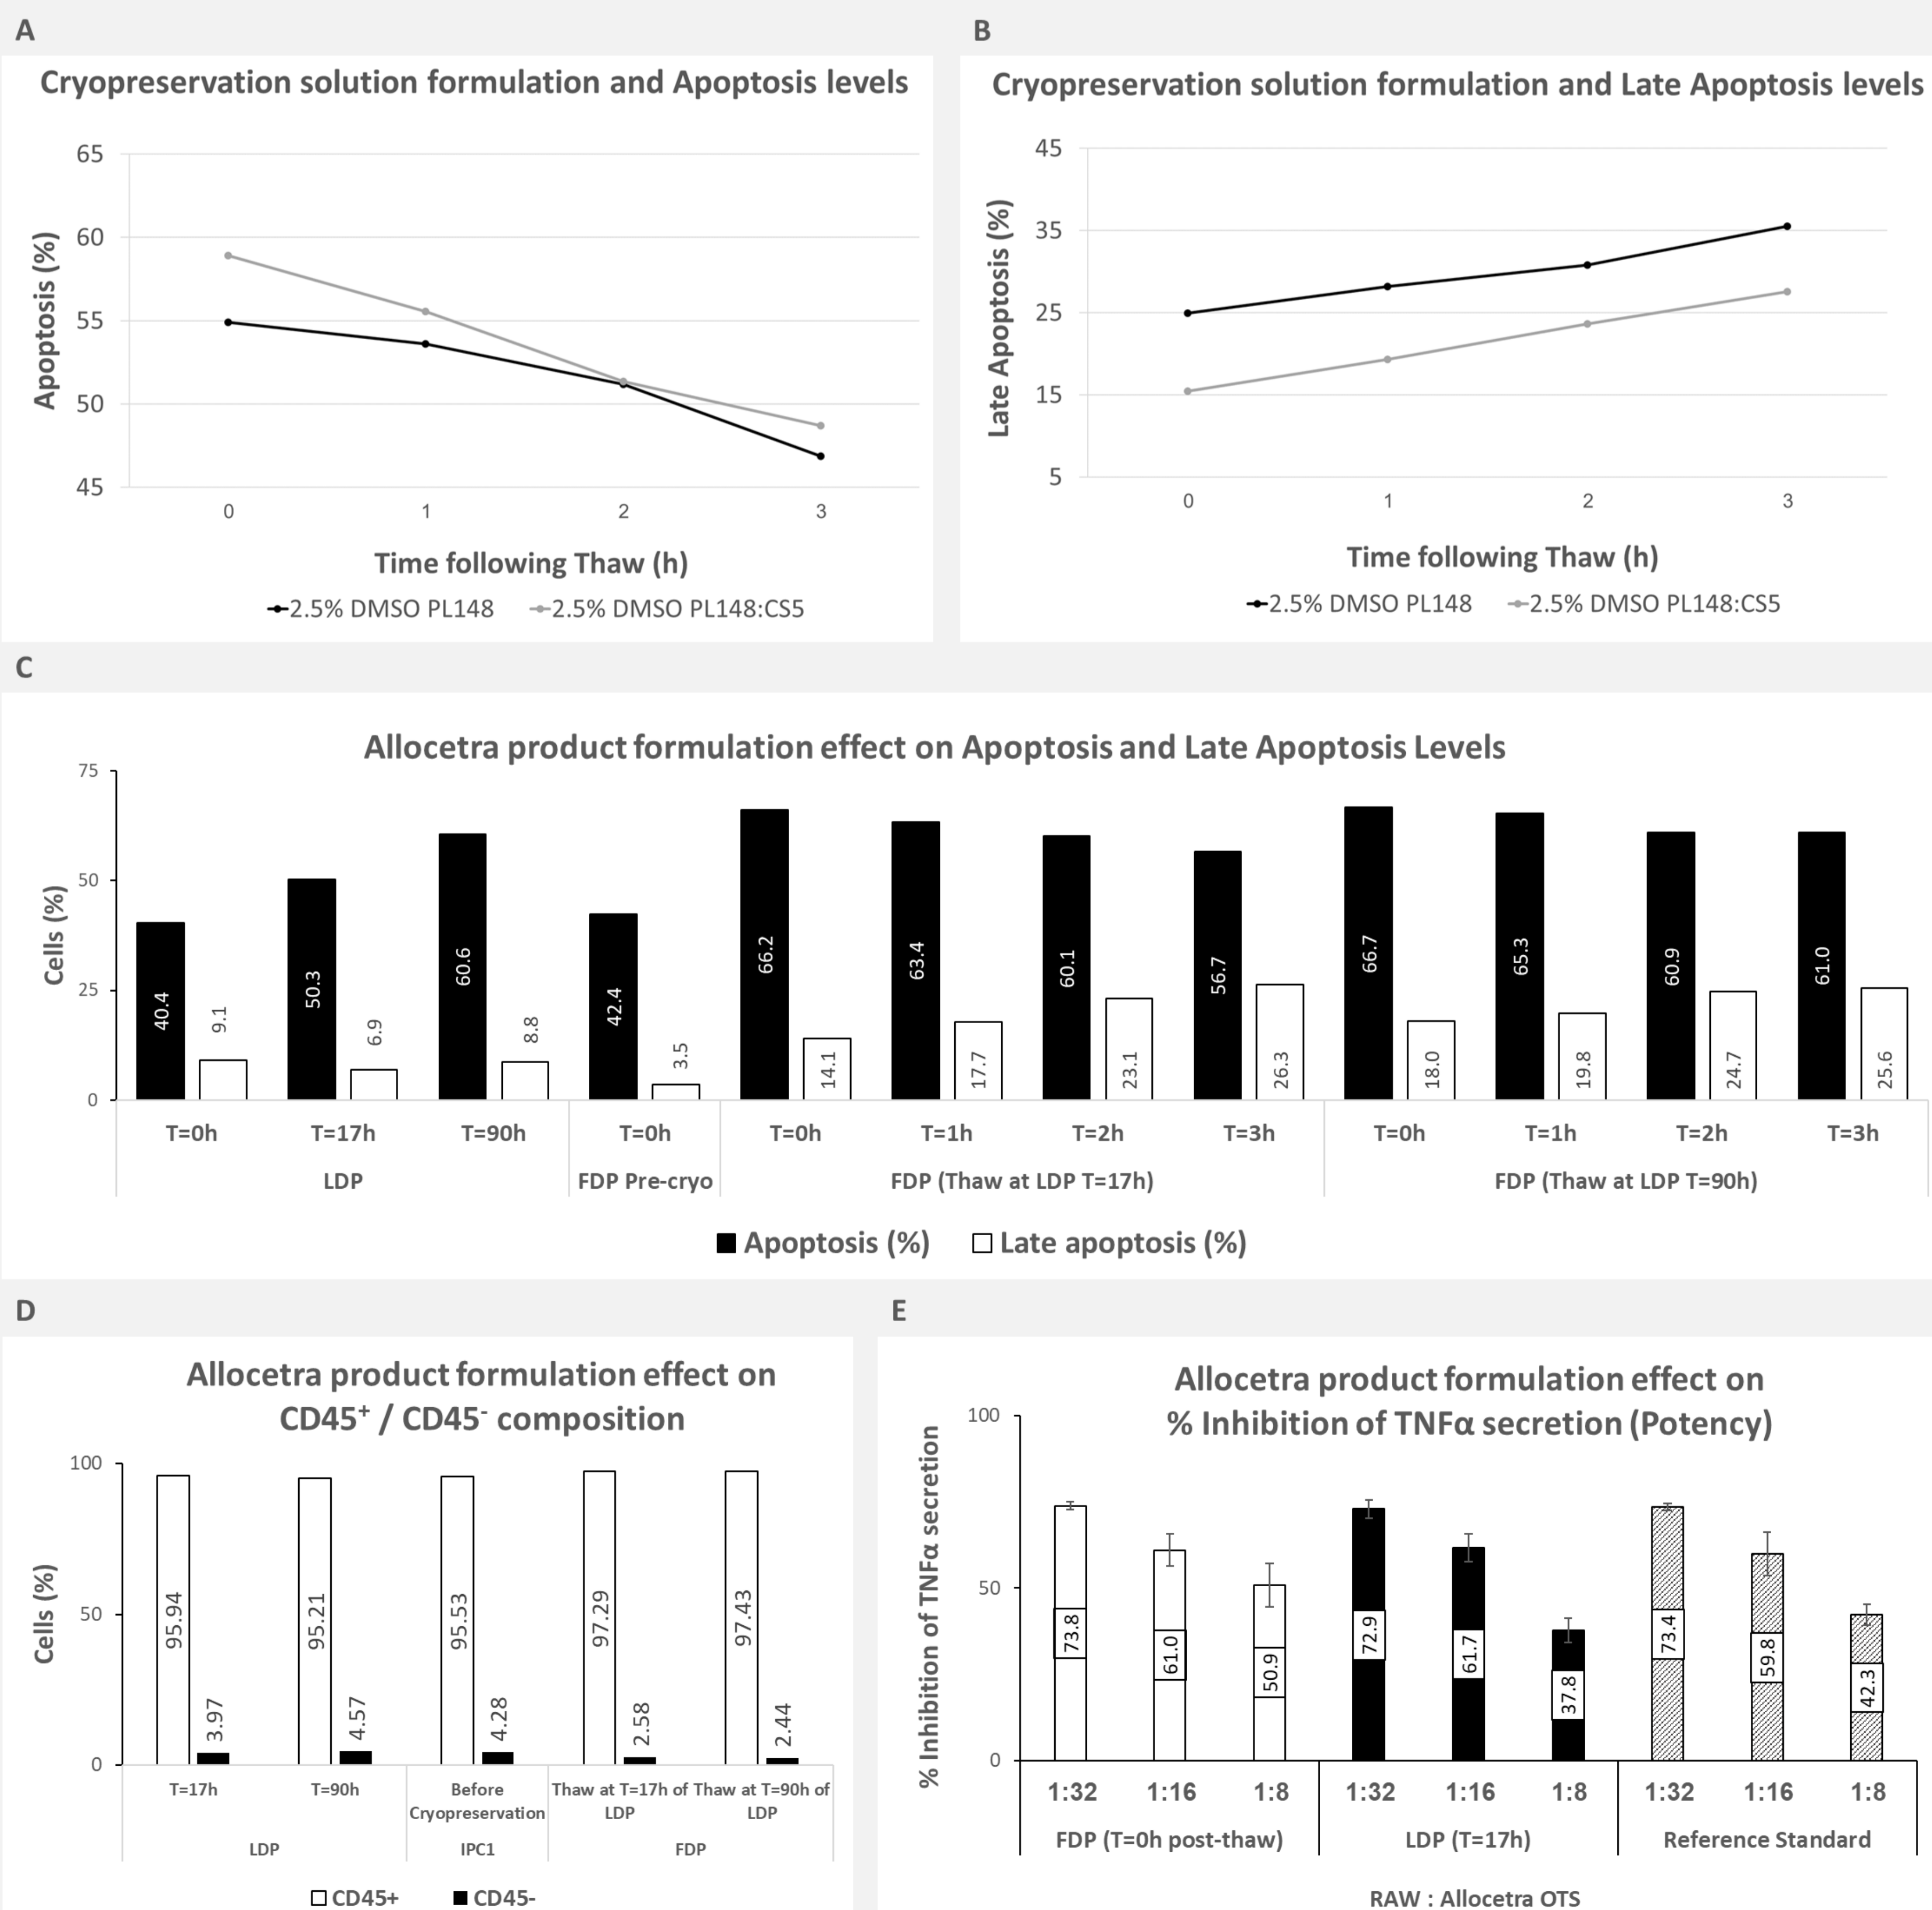 A
Cryopreservation solution formulation and Apoptosis levels
65
60
55
50
45
Apoptosis (%)
0 1 2 3
Time following Thaw (h)
2.5% DMSO PL148 2.5% DMSO PL148:CS5
B
Cryopreservation solution formulation and Late Apoptosis levels
45
35
25
15
5
Late Apoptosis (%)
0 1 2 3
Time following Thaw (h)
2.5% DMSO PL148 2.5% DMSO PL148:CS5
C
Allocetra product formulation effect on Apoptosis and Late Apoptosis Levels
75
50
25
0
Cells (%)
40.4 9.1 50.3 6.9 60.6 8.8 42.4 3.5 66.2 14.1 63.4 17.7 60.1 23.1 56.7 26.3 66.7 18.0 65.3 19.8 60.9 24.7 61.0 25.6
T=0h T=17h T=90h T=0h T=0h T=1h T=2h T=3h T=0h T=1h T=2h T=3h
LDP FDP Pre-cryo FDP (Thaw at LDP T=17h) FDP (Thaw at LDP T=90h)
Apoptosis (%) Late apoptosis (%)
D
Allocetra product formulation effect on
CD45+ / CD45- composition
100
50
0
Cells (%)
95.94 3.97 95.21 4.57 95.53 4.28 97.29 2.58 97.43 2.44
T=17h T=90h Before Thaw at T=17h of Thaw at T=90h of
Cryopreservation LDP LDP
LDP IPC1 FDP
CD45+ CD45-
E
Allocetra product formulation effect on
% Inhibition of TNFα secretion (Potency)
100
50
0
% Inhibition of TNFα secretion
73.8 61.0 50.9 72.9 61.7 37.8 73.4 59.8 42.3
1:32 1:16 1:8 1:32 1:16 1:8 1:32 1:16 1:8
FDP (T=0h post-thaw) LDP (T=17h) Reference Standard
RAW : Allocetra OTS